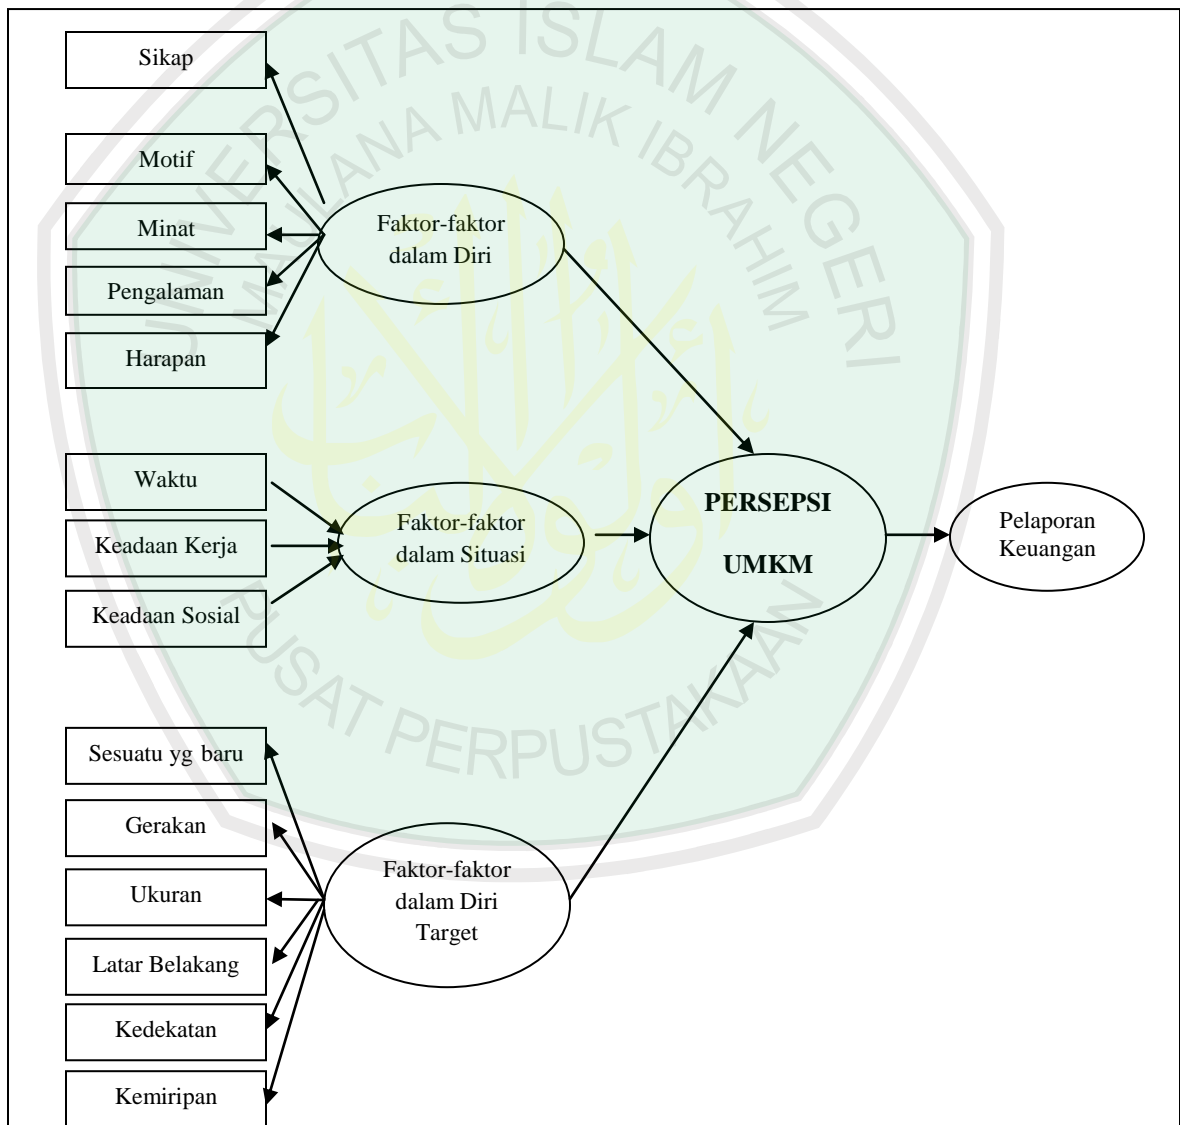 Sikap
Motif
Minat
Pengalaman
Harapan
Faktor-faktor
dalam Diri
Waktu
Keadaan Kerja
Keadaan Sosial
Faktor-faktor
dalam Situasi
PERSEPSI
UMKM
Pelaporan
Keuangan
Sesuatu yg baru
Gerakan
Ukuran
Latar Belakang
Kedekatan
Kemiripan
Faktor-faktor
dalam Diri
Target
UNIVERSITAS ISLAM NEGERI
MAULANA MALIK IBRAHIM
PUSAT PERPUSTAKAAN